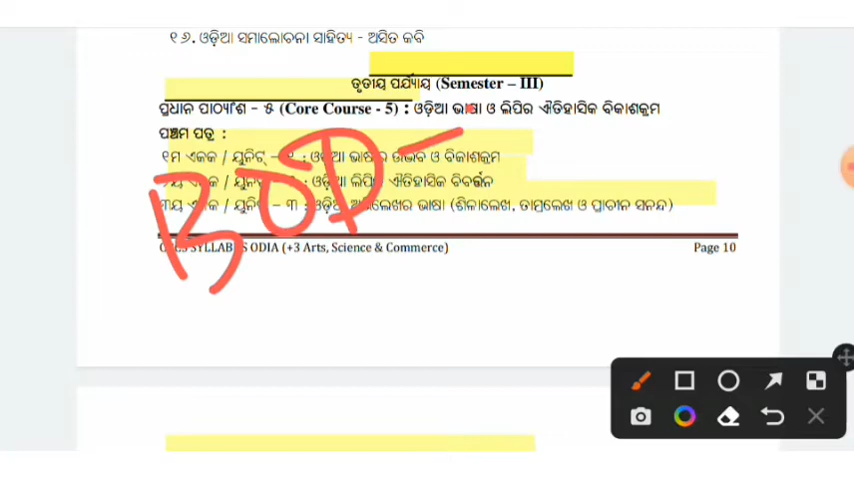 ୧୬. ଓଡ଼ିଆ ସମାଲୋଚନା ସାହିତ୍ୟ - ଅସିତ କବି
ତୃତୀୟ ପର୍ଯ୍ୟାୟ (Semester – III)
ପ୍ରଧାନ ପାଠ୍ୟାଂଶ - ୫ (Core Course - 5) : ଓଡ଼ିଆ ଭାଷା ଓ ଲିପିର ଐତିହାସିକ ବିକାଶକ୍ରମ
ପଞ୍ଚମ ପତ୍ର :
୧ମ ଏକକ / ୟୁନିଟ୍ - ୧ : ଓଡ଼ିଆ ଭାଷାର ଉଦ୍ଭବ ଓ ବିକାଶକ୍ରମ
୨ୟ ଏକକ / ୟୁନିଟ୍ - ୨ : ଓଡ଼ିଆ ଲିପିର ଐତିହାସିକ ବିବର୍ତ୍ତନ
୩ୟ ଏକକ / ୟୁନିଟ୍ - ୩ : ଓଡ଼ିଆ ଅଭିଲେଖର ଭାଷା (ଶିଳାଲେଖ, ତାମ୍ରଲେଖ ଓ ପ୍ରାଚୀନ ସନନ୍ଦ)
CBCS SYLLABUS ODIA (+3 Arts, Science & Commerce) Page 10